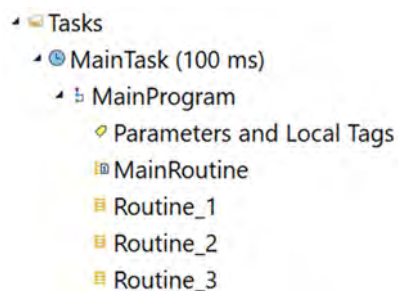 Tasks
MainTask (100 ms)
MainProgram
Parameters and Local Tags
MainRoutine
Routine_1
Routine_2
Routine_3